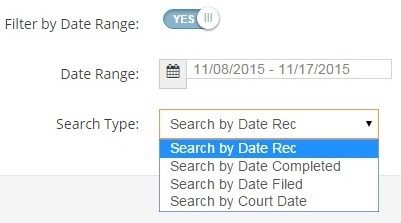 Filter by Date Range: YES
Date Range: 11/08/2015 - 11/17/2015
Search Type: Search by Date Rec
Search by Date Rec
Search by Date Completed
Search by Date Filed
Search by Court Date